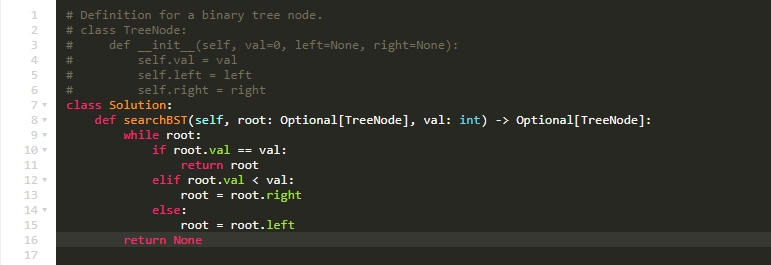 1 # Definition for a binary tree node.
2 # class TreeNode:
3 #     def __init__(self, val=0, left=None, right=None):
4 #         self.val = val
5 #         self.left = left
6 #         self.right = right
7 class Solution:
8     def searchBST(self, root: Optional[TreeNode], val: int) -> Optional[TreeNode]:
9         while root:
10             if root.val == val:
11                 return root
12             elif root.val < val:
13                 root = root.right
14             else:
15                 root = root.left
16         return None
17